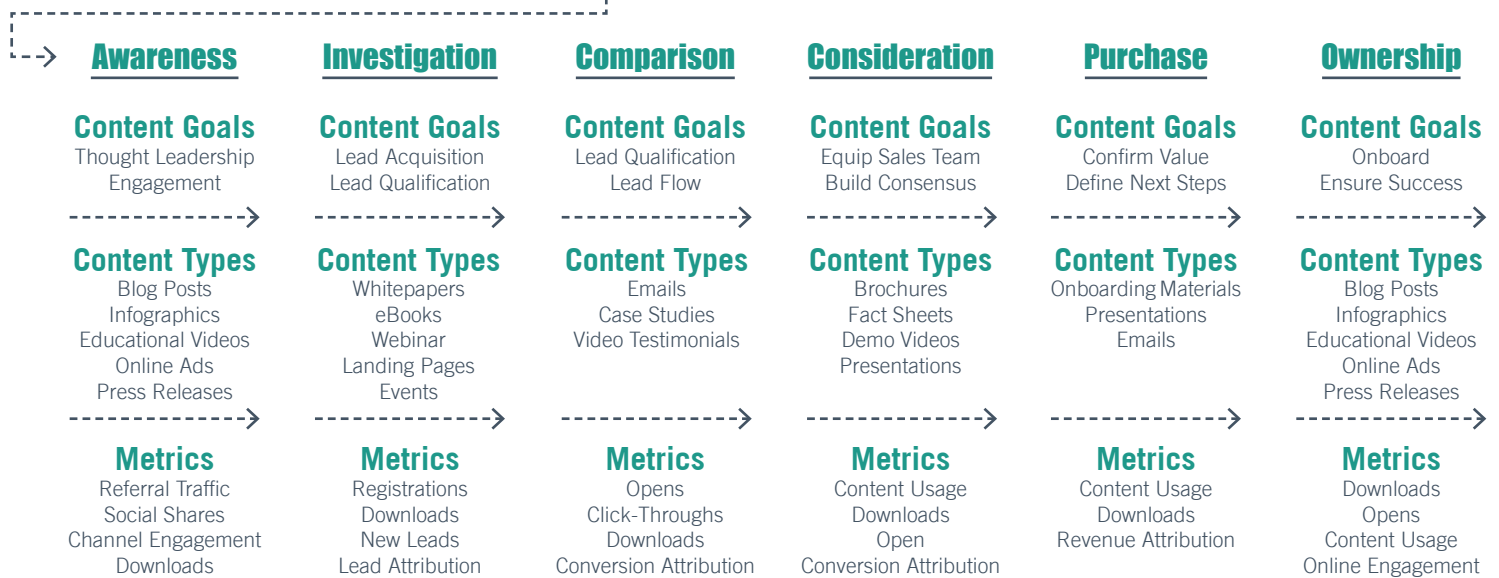 Awareness
Content Goals
Thought Leadership
Engagement
Content Types
Blog Posts
Infographics
Educational Videos
Online Ads
Press Releases
Metrics
Referral Traffic
Social Shares
Channel Engagement
Downloads
Investigation
Content Goals
Lead Acquisition
Lead Qualification
Content Types
Whitepapers
eBooks
Webinar
Landing Pages
Events
Metrics
Registrations
Downloads
New Leads
Lead Attribution
Comparison
Content Goals
Lead Qualification
Lead Flow
Content Types
Emails
Case Studies
Video Testimonials
Metrics
Opens
Click-Throughs
Downloads
Conversion Attribution
Consideration
Content Goals
Equip Sales Team
Build Consensus
Content Types
Brochures
Fact Sheets
Demo Videos
Presentations
Metrics
Content Usage
Downloads
Open
Conversion Attribution
Purchase
Content Goals
Confirm Value
Define Next Steps
Content Types
Onboarding Materials
Presentations
Emails
Metrics
Content Usage
Downloads
Revenue Attribution
Ownership
Content Goals
Onboard
Ensure Success
Content Types
Blog Posts
Infographics
Educational Videos
Online Ads
Press Releases
Metrics
Downloads
Opens
Content Usage
Online Engagement